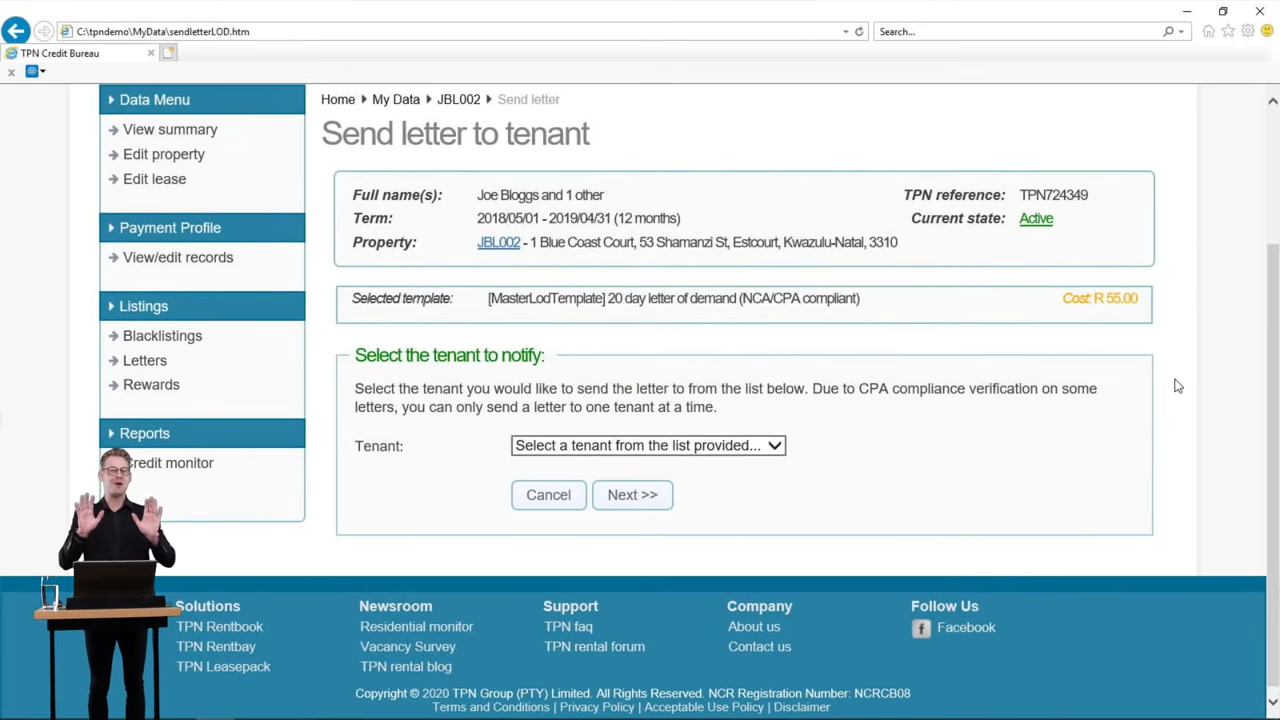 C:\tpndemo\MyData\sendletterLOD.htm
Search...
TPN Credit Bureau
Data Menu
View summary
Edit property
Edit lease
Payment Profile
View/edit records
Listings
Blacklistings
Letters
Rewards
Reports
Credit monitor
Home My Data JBL002 Send letter
Send letter to tenant
Full name(s): Joe Bloggs and 1 other TPN reference: TPN724349
Term: 2018/05/01 - 2019/04/31 (12 months) Current state: Active
Property: JBL002 - 1 Blue Coast Court, 53 Shamanzi St, Estcourt, Kwazulu-Natal, 3310
Selected template: [MasterLodTemplate] 20 day letter of demand (NCA/CPA compliant) Cost: R 55.00
Select the tenant to notify:
Select the tenant you would like to send the letter to from the list below. Due to CPA compliance verification on some
letters, you can only send a letter to one tenant at a time.
Tenant: Select a tenant from the list provided...
Cancel Next >>
Solutions
TPN Rentbook
TPN Rentbay
TPN Leasepack
Newsroom
Residential monitor
Vacancy Survey
TPN rental blog
Support
TPN faq
TPN rental forum
Company
About us
Contact us
Follow Us
Facebook
Copyright © 2020 TPN Group (PTY) Limited. All Rights Reserved. NCR Registration Number: NCRCB08
Terms and Conditions | Privacy Policy | Acceptable Use Policy | Disclaimer